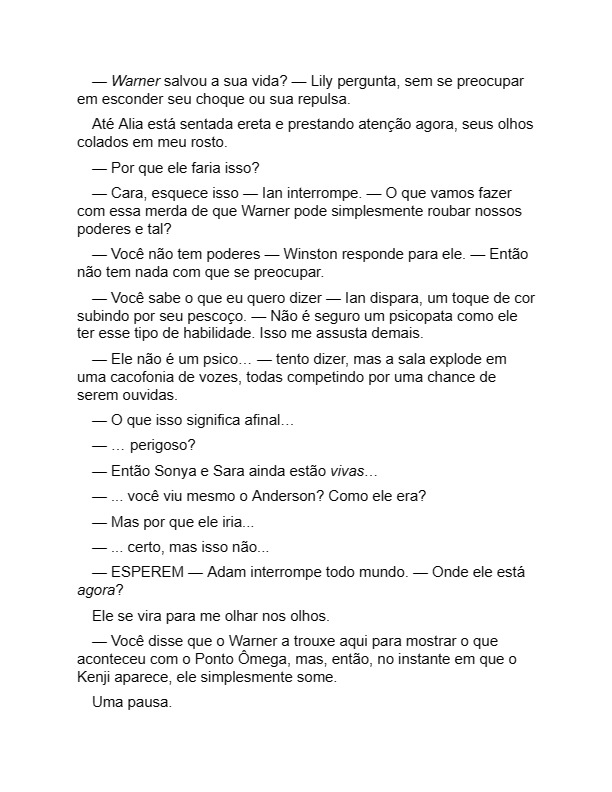 — Warner salvou a sua vida? — Lily pergunta, sem se preocupar
em esconder seu choque ou sua repulsa.
Até Alia está sentada ereta e prestando atenção agora, seus olhos
colados em meu rosto.
— Por que ele faria isso?
— Cara, esquece isso — Ian interrompe. — O que vamos fazer
com essa merda de que Warner pode simplesmente roubar nossos
poderes e tal?
— Você não tem poderes — Winston responde para ele. — Então
não tem nada com que se preocupar.
— Você sabe o que eu quero dizer — Ian dispara, um toque de cor
subindo por seu pescoço. — Não é seguro um psicopata como ele
ter esse tipo de habilidade. Isso me assusta demais.
— Ele não é um psico… — tento dizer, mas a sala explode em
uma cacofonia de vozes, todas competindo por uma chance de
serem ouvidas.
— O que isso significa afinal…
— … perigoso?
— Então Sonya e Sara ainda estão vivas…
— ... você viu mesmo o Anderson? Como ele era?
— Mas por que ele iria...
— ... certo, mas isso não...
— ESPEREM — Adam interrompe todo mundo. — Onde ele está
agora?
Ele se vira para me olhar nos olhos.
— Você disse que o Warner a trouxe aqui para mostrar o que
aconteceu com o Ponto Ômega, mas, então, no instante em que o
Kenji aparece, ele simplesmente some.
Uma pausa.